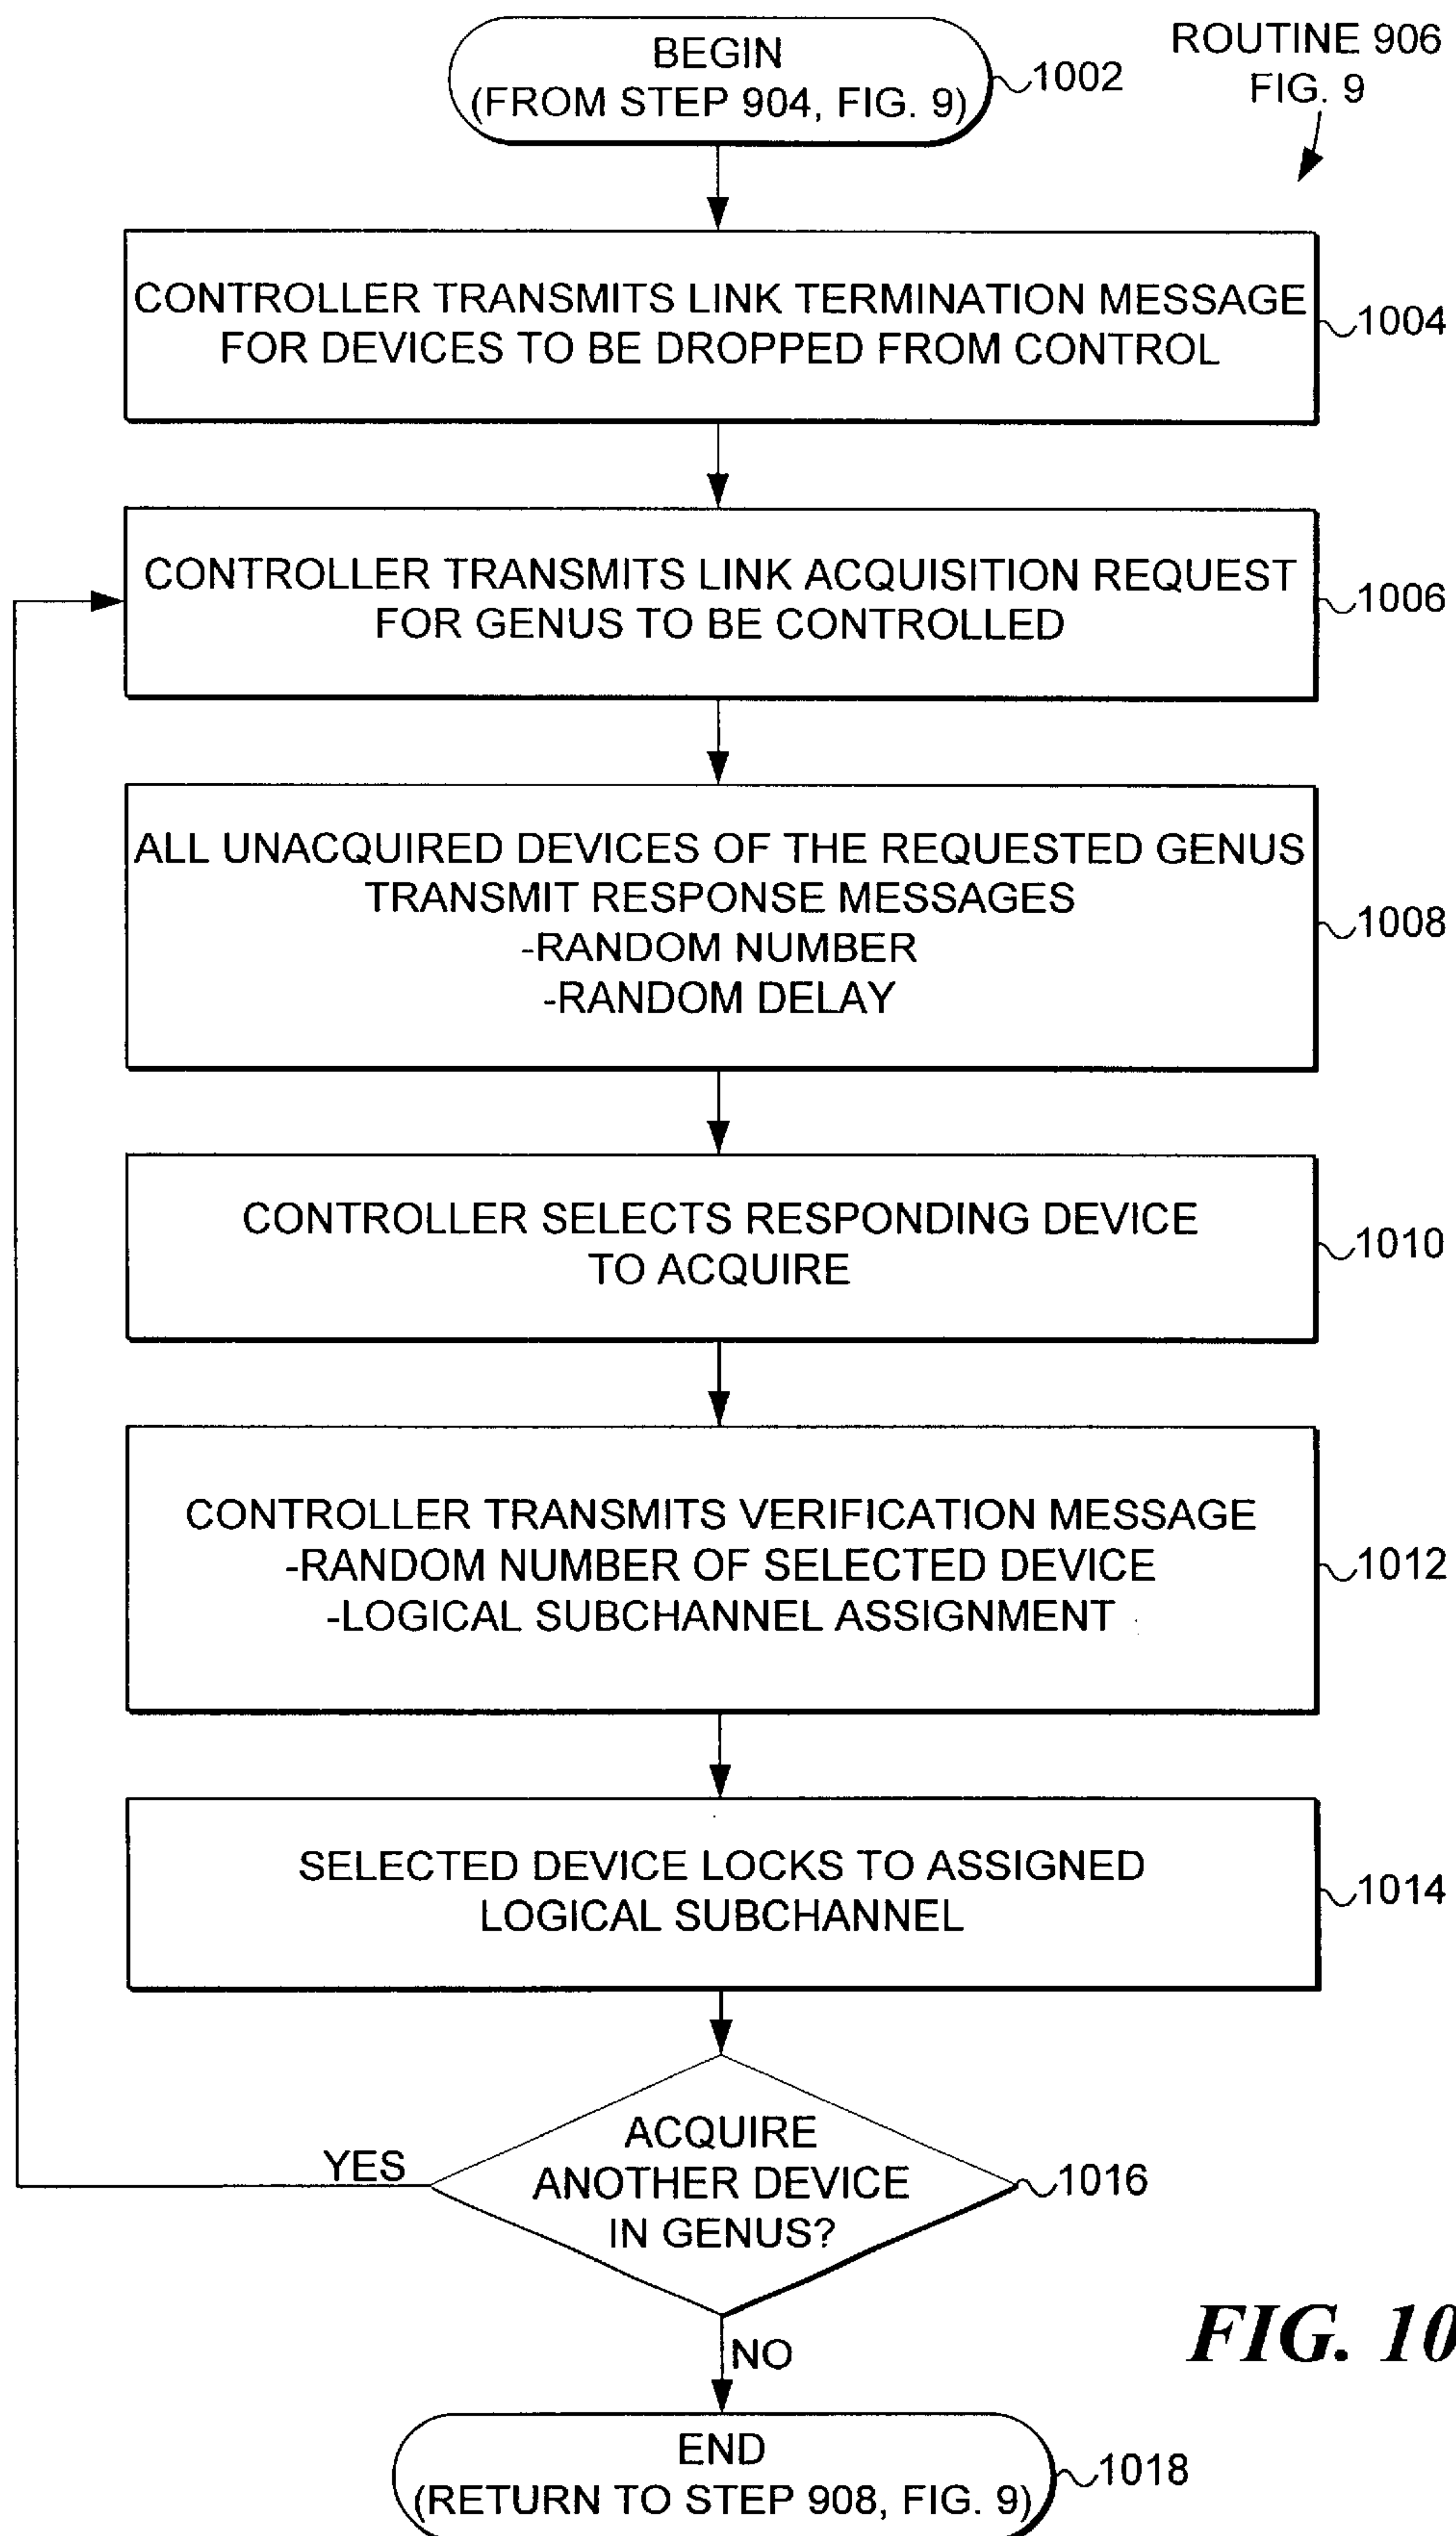 BEGIN
(FROM STEP 904, FIG. 9)
1002
ROUTINE 906
FIG. 9
CONTROLLER TRANSMITS LINK TERMINATION MESSAGE
FOR DEVICES TO BE DROPPED FROM CONTROL
1004
CONTROLLER TRANSMITS LINK ACQUISITION REQUEST
FOR GENUS TO BE CONTROLLED
1006
ALL UNACQUIRED DEVICES OF THE REQUESTED GENUS
TRANSMIT RESPONSE MESSAGES
-RANDOM NUMBER
-RANDOM DELAY
1008
CONTROLLER SELECTS RESPONDING DEVICE
TO ACQUIRE
1010
CONTROLLER TRANSMITS VERIFICATION MESSAGE
-RANDOM NUMBER OF SELECTED DEVICE
-LOGICAL SUBCHANNEL ASSIGNMENT
1012
SELECTED DEVICE LOCKS TO ASSIGNED
LOGICAL SUBCHANNEL
1014
YES
ACQUIRE
ANOTHER DEVICE
IN GENUS?
1016
NO
FIG. 10
END
(RETURN TO STEP 908, FIG. 9)
1018